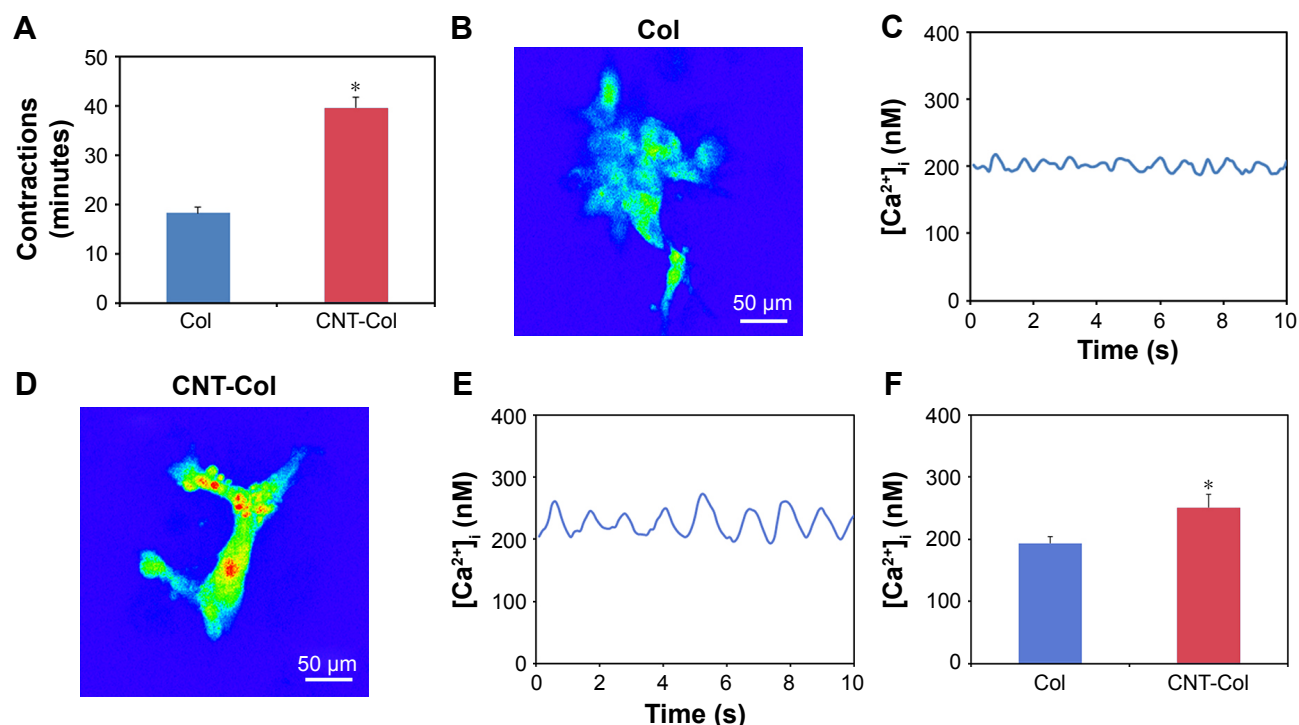 A
Contractions
(minutes)
50
40
30
20
10
0
*
Col
CNT-Col
B
Col
50 µm
C
[Ca²⁺]ᵢ (nM)
400
300
200
100
0
0 2 4 6 8 10
Time (s)
D
CNT-Col
50 µm
E
[Ca²⁺]ᵢ (nM)
400
300
200
100
0
0 2 4 6 8 10
Time (s)
F
[Ca²⁺]ᵢ (nM)
400
300
200
100
0
*
Col
CNT-Col